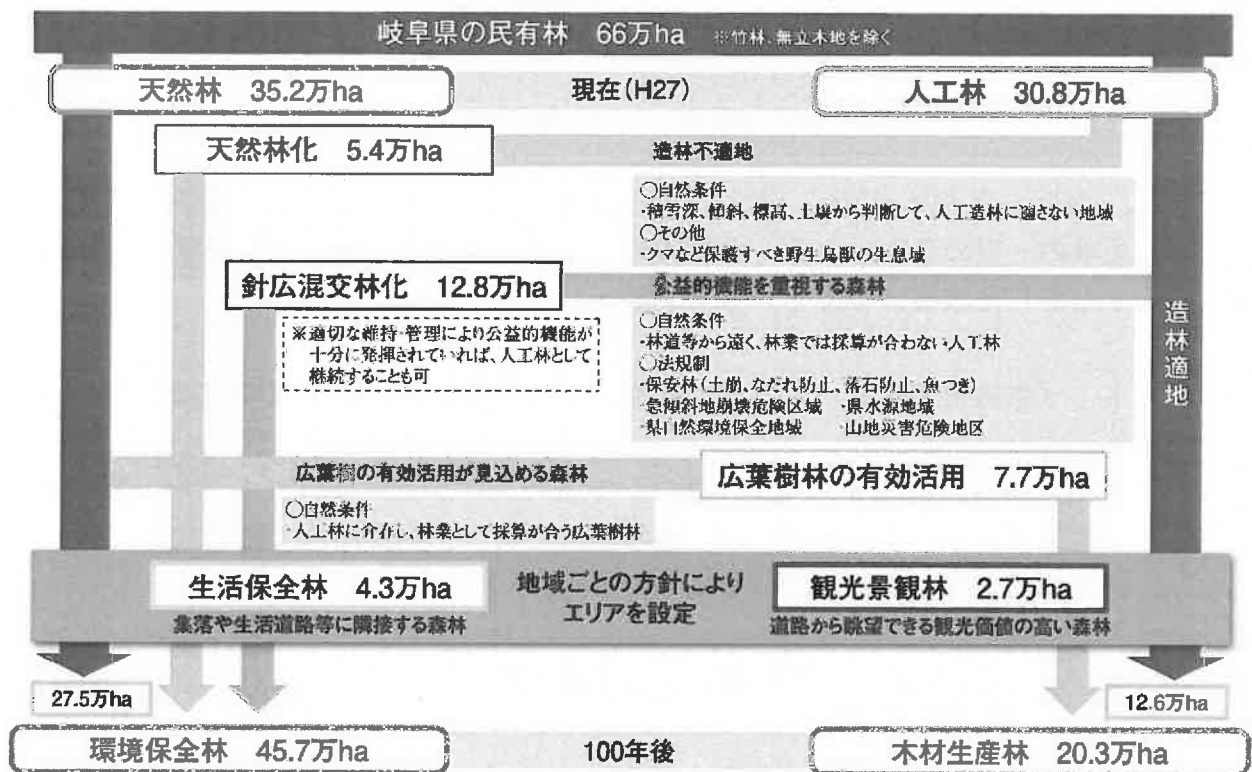 岐阜県の民有林 66万ha ※竹林、無立木地を除く
天然林 35.2万ha
現在(H27)
人工林 30.8万ha
天然林化 5.4万ha
造林不適地
○自然条件
・積雪深、傾斜、標高、土壌から判断して、人工造林に適さない地域
○その他
・クマなど保護すべき野生鳥獣の生息域
針広混交林化 12.8万ha
公益的機能を重視する森林
※適切な維持・管理により公益的機能が
十分に発揮されていれば、人工林として
継続することも可
○自然条件
・林道等から遠く、林業では採算が合わない人工林
○法規制
・保安林(土崩、なだれ防止、落石防止、魚つき)
・急傾斜地崩壊危険区域 ・県水源地域
・県自然環境保全地域 ・山地災害危険地区
造林適地
広葉樹の有効活用が見込める森林
広葉樹林の有効活用 7.7万ha
○自然条件
・人工林に介在し、林業として採算が合う広葉樹林
生活保全林 4.3万ha
集落や生活道路等に隣接する森林
地域ごとの方針により
エリアを設定
観光景観林 2.7万ha
道路から眺望できる観光価値の高い森林
27.5万ha
12.6万ha
環境保全林 45.7万ha
100年後
木材生産林 20.3万ha